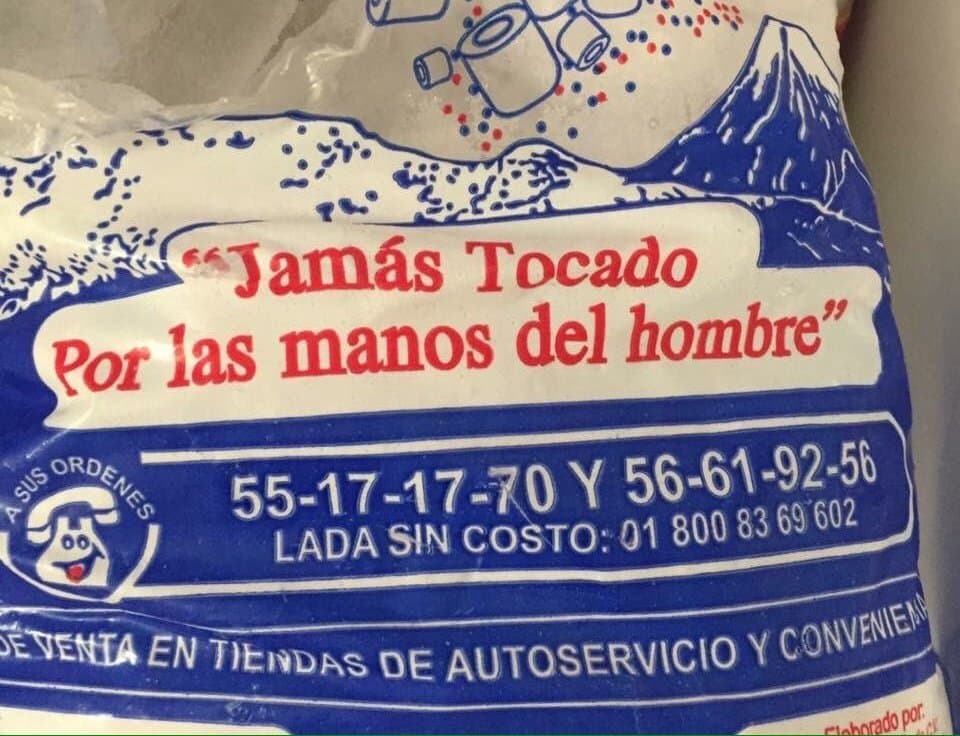 “Jamás Tocado
Por las manos del hombre”
A SUS ORDENES
55-17-17-70 Y 56-61-92-56
LADA SIN COSTO: 01 800 83 69 602
DE VENTA EN TIENDAS DE AUTOSERVICIO Y
Elaborado por: